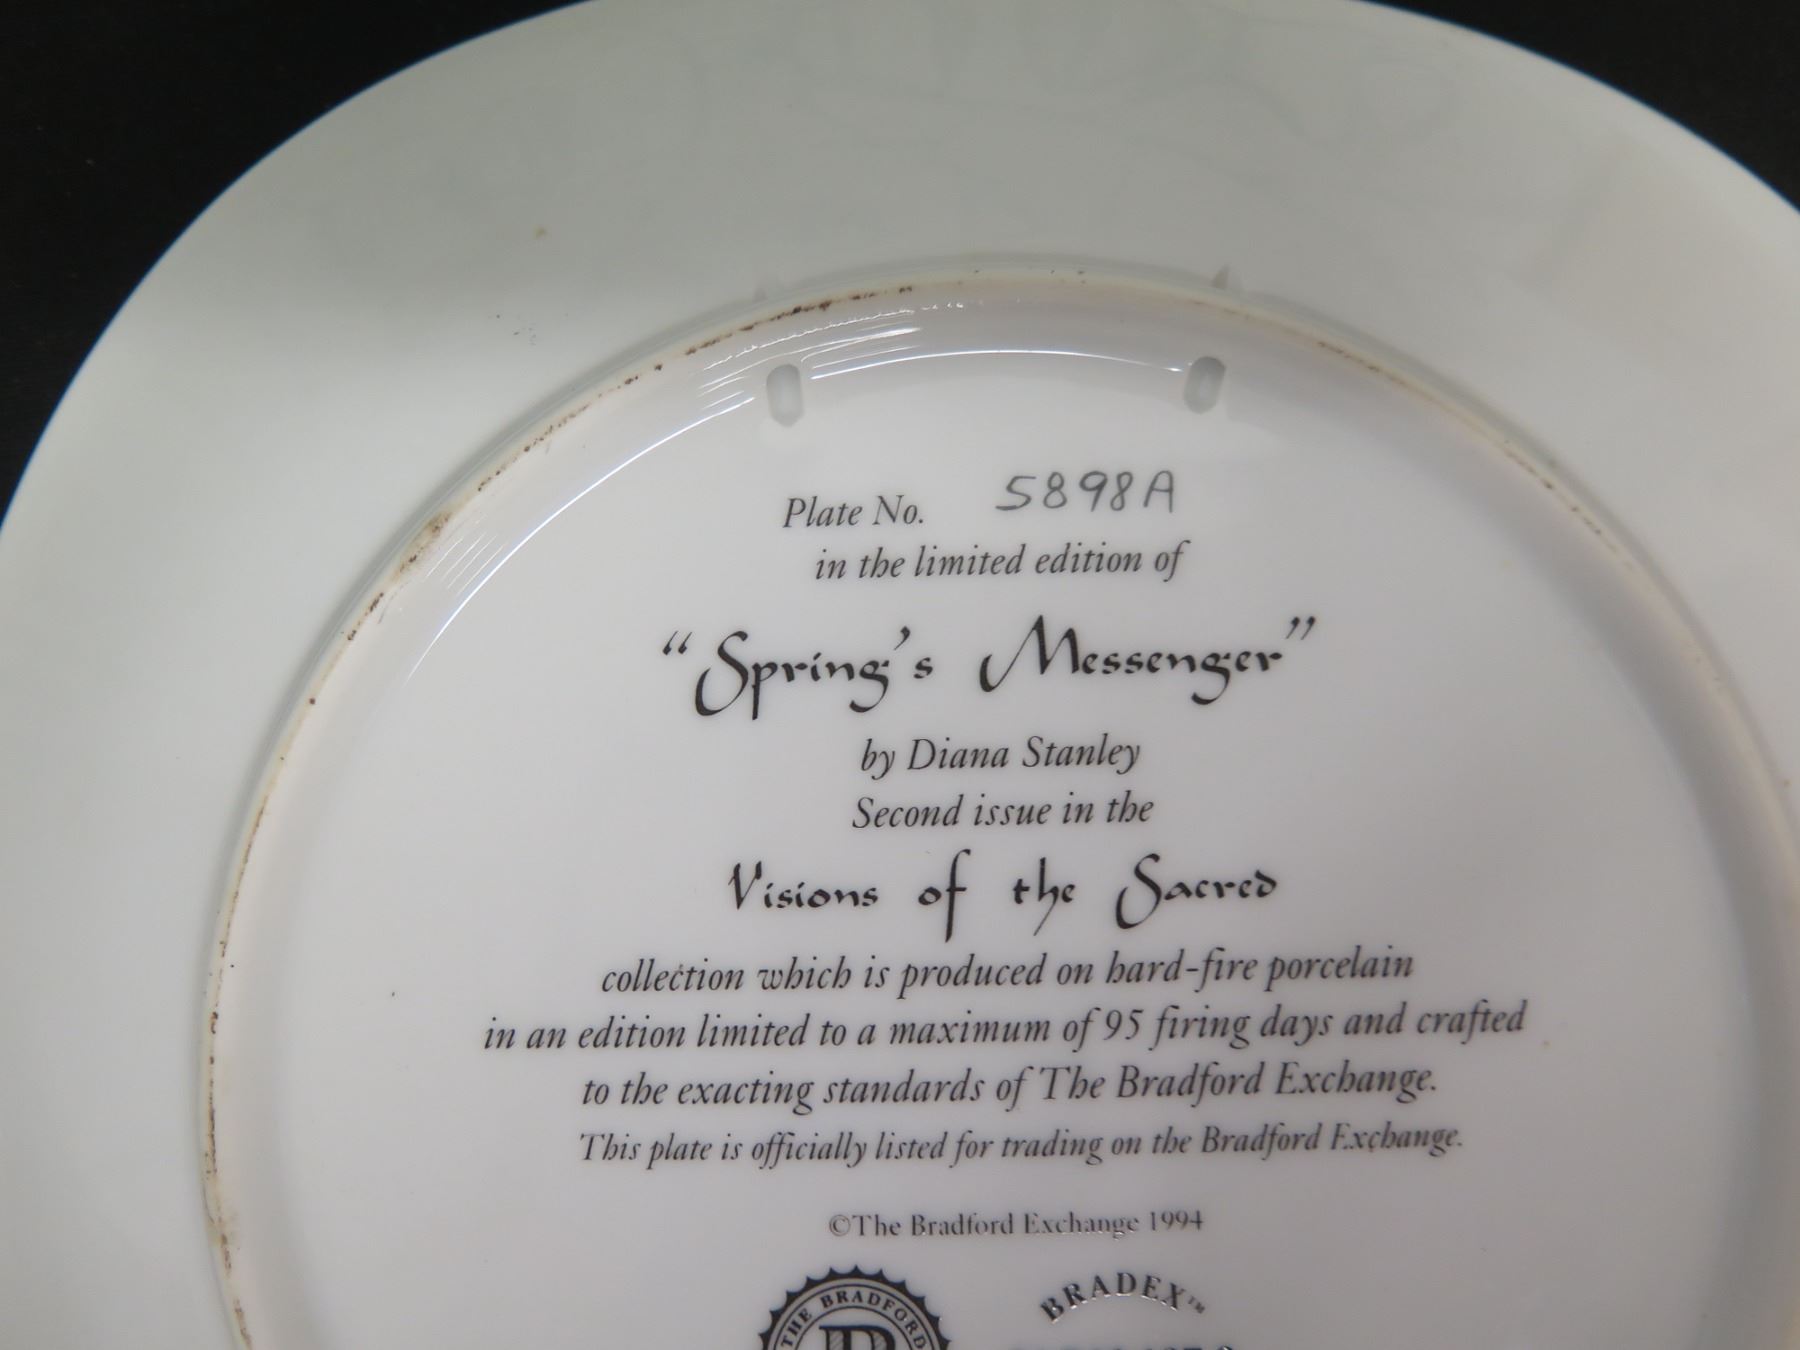 Plate No. 5898A
in the limited edition of
"Spring's Messenger"
by Diana Stanley
Second issue in the
Visions of the Sacred
collection which is produced on hard-fire porcelain
in an edition limited to a maximum of 95 firing days and crafted
to the exacting standards of The Bradford Exchange.
This plate is officially listed for trading on the Bradford Exchange.
©The Bradford Exchange 1994
THE BRADFORD
BRADEX™